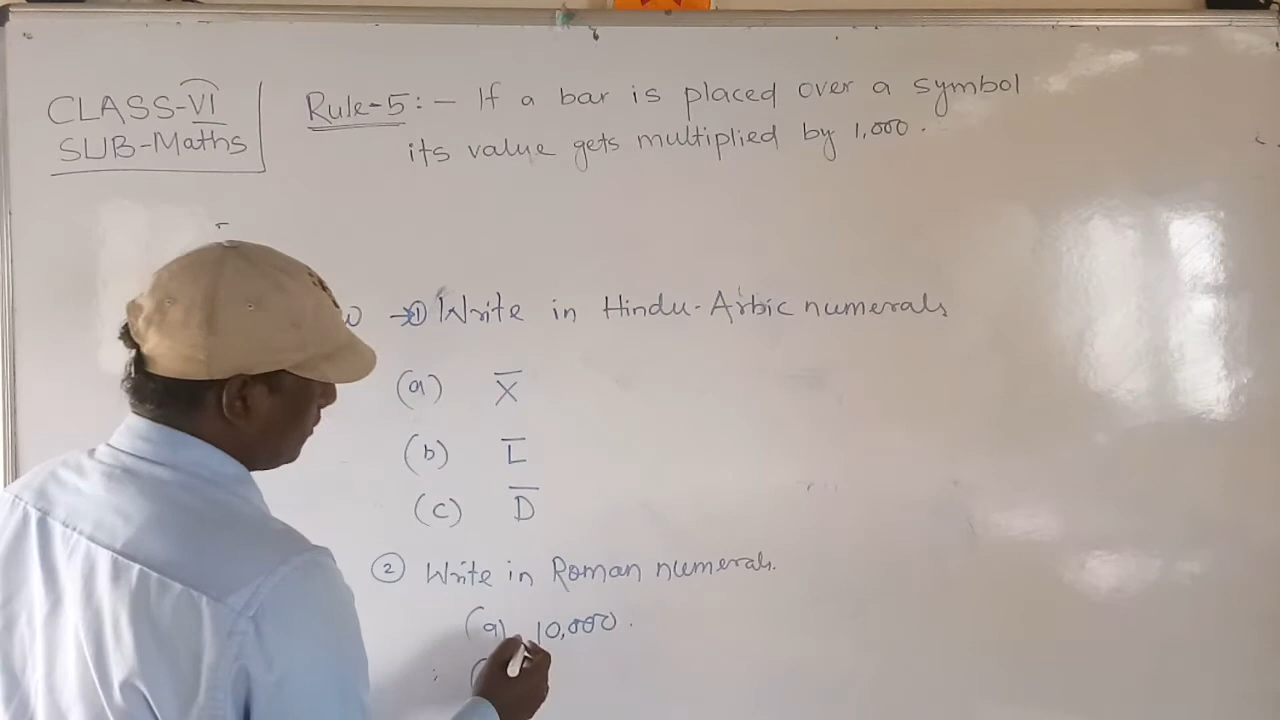 CLASS-VI
SUB-Maths
Rule-5:- If a bar is placed over a symbol
its value gets multiplied by 1,000.
→① Write in Hindu-Arbic numerals
(a) X̅
(b) L̅
(c) D̅
② Write in Roman numerals.
(a) 10,000.
(